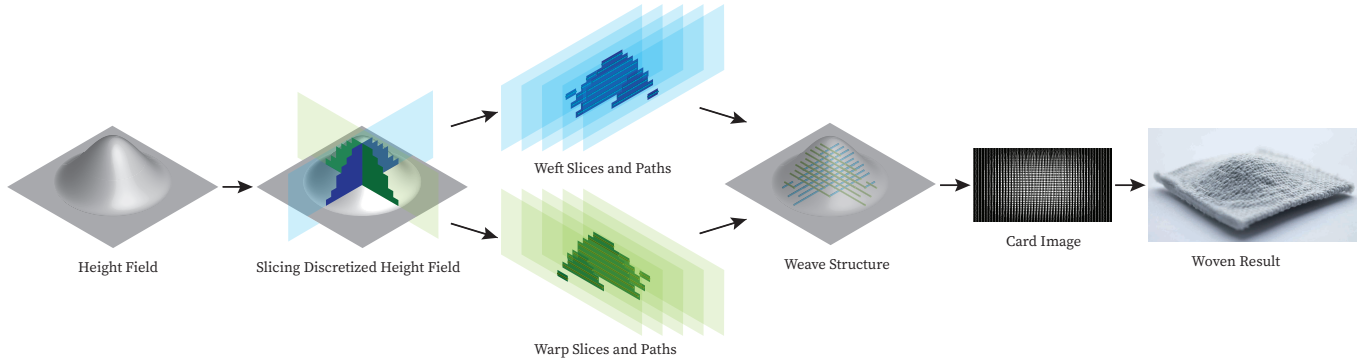 Height Field
Slicing Discretized Height Field
Weft Slices and Paths
Warp Slices and Paths
Weave Structure
Card Image
Woven Result